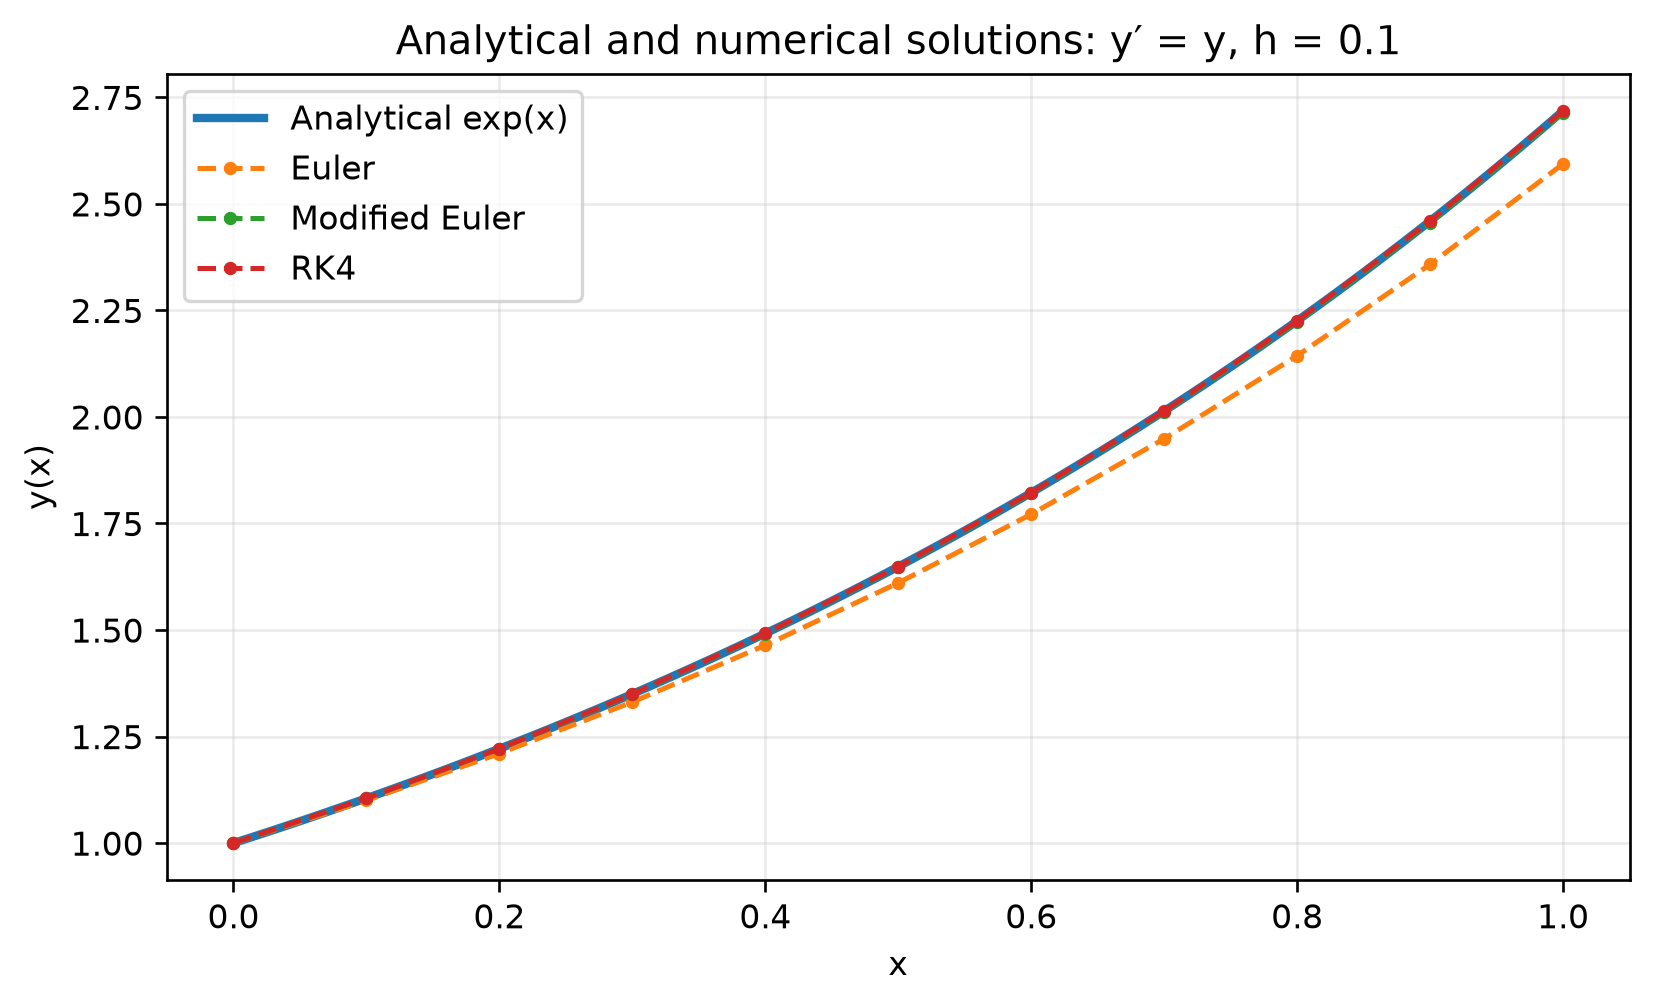 Analytical and numerical solutions: y′ = y, h = 0.1
2.75
2.50
2.25
2.00
1.75
1.50
1.25
1.00
y(x)
Analytical exp(x)
Euler
Modified Euler
RK4
0.0 0.2 0.4 0.6 0.8 1.0
x